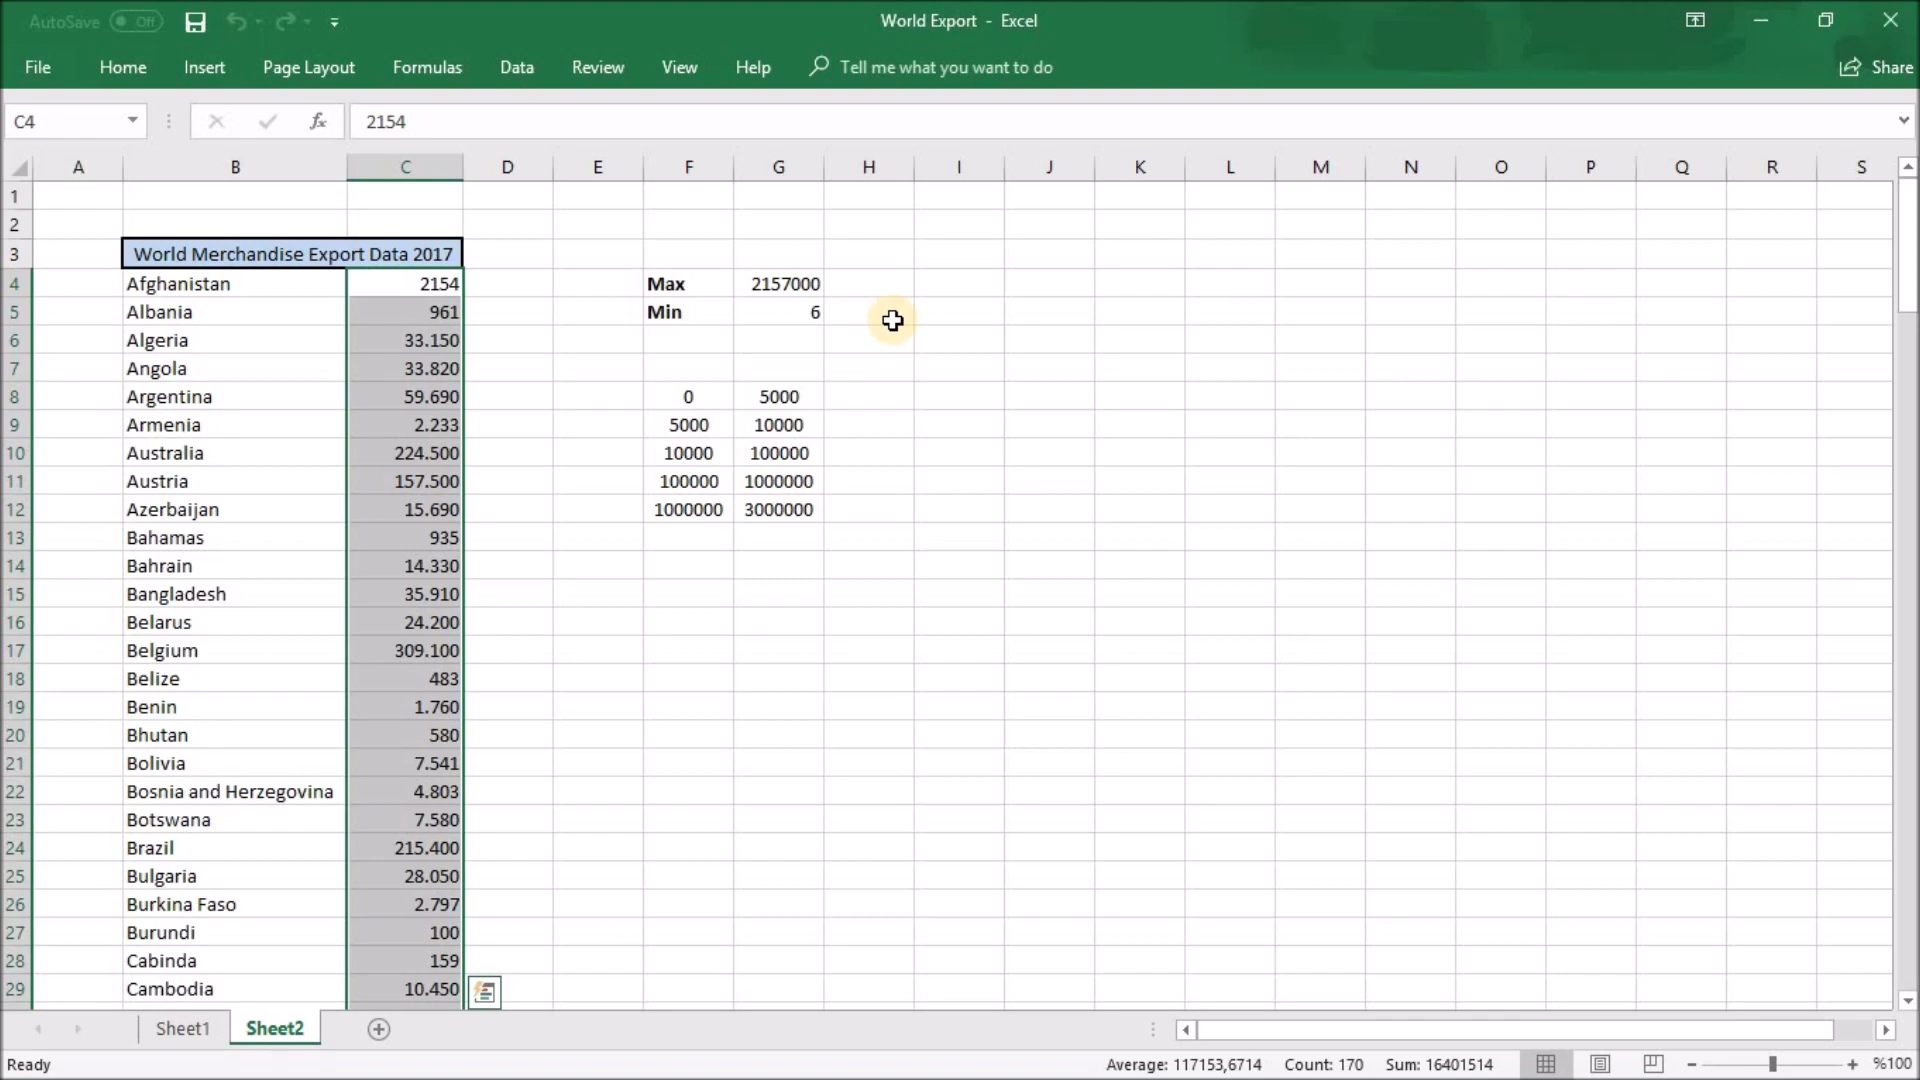 AutoSave Off World Export - Excel
File Home Insert Page Layout Formulas Data Review View Help Tell me what you want to do Share
C4 fx 2154
A B C D E F G H I J K L M N O P Q R S
1
2
3 World Merchandise Export Data 2017
4 Afghanistan 2154 Max 2157000
5 Albania 961 Min 6
6 Algeria 33.150
7 Angola 33.820
8 Argentina 59.690 0 5000
9 Armenia 2.233 5000 10000
10 Australia 224.500 10000 100000
11 Austria 157.500 100000 1000000
12 Azerbaijan 15.690 1000000 3000000
13 Bahamas 935
14 Bahrain 14.330
15 Bangladesh 35.910
16 Belarus 24.200
17 Belgium 309.100
18 Belize 483
19 Benin 1.760
20 Bhutan 580
21 Bolivia 7.541
22 Bosnia and Herzegovina 4.803
23 Botswana 7.580
24 Brazil 215.400
25 Bulgaria 28.050
26 Burkina Faso 2.797
27 Burundi 100
28 Cabinda 159
29 Cambodia 10.450
Sheet1 Sheet2
Ready Average: 117153,6714 Count: 170 Sum: 16401514 %100